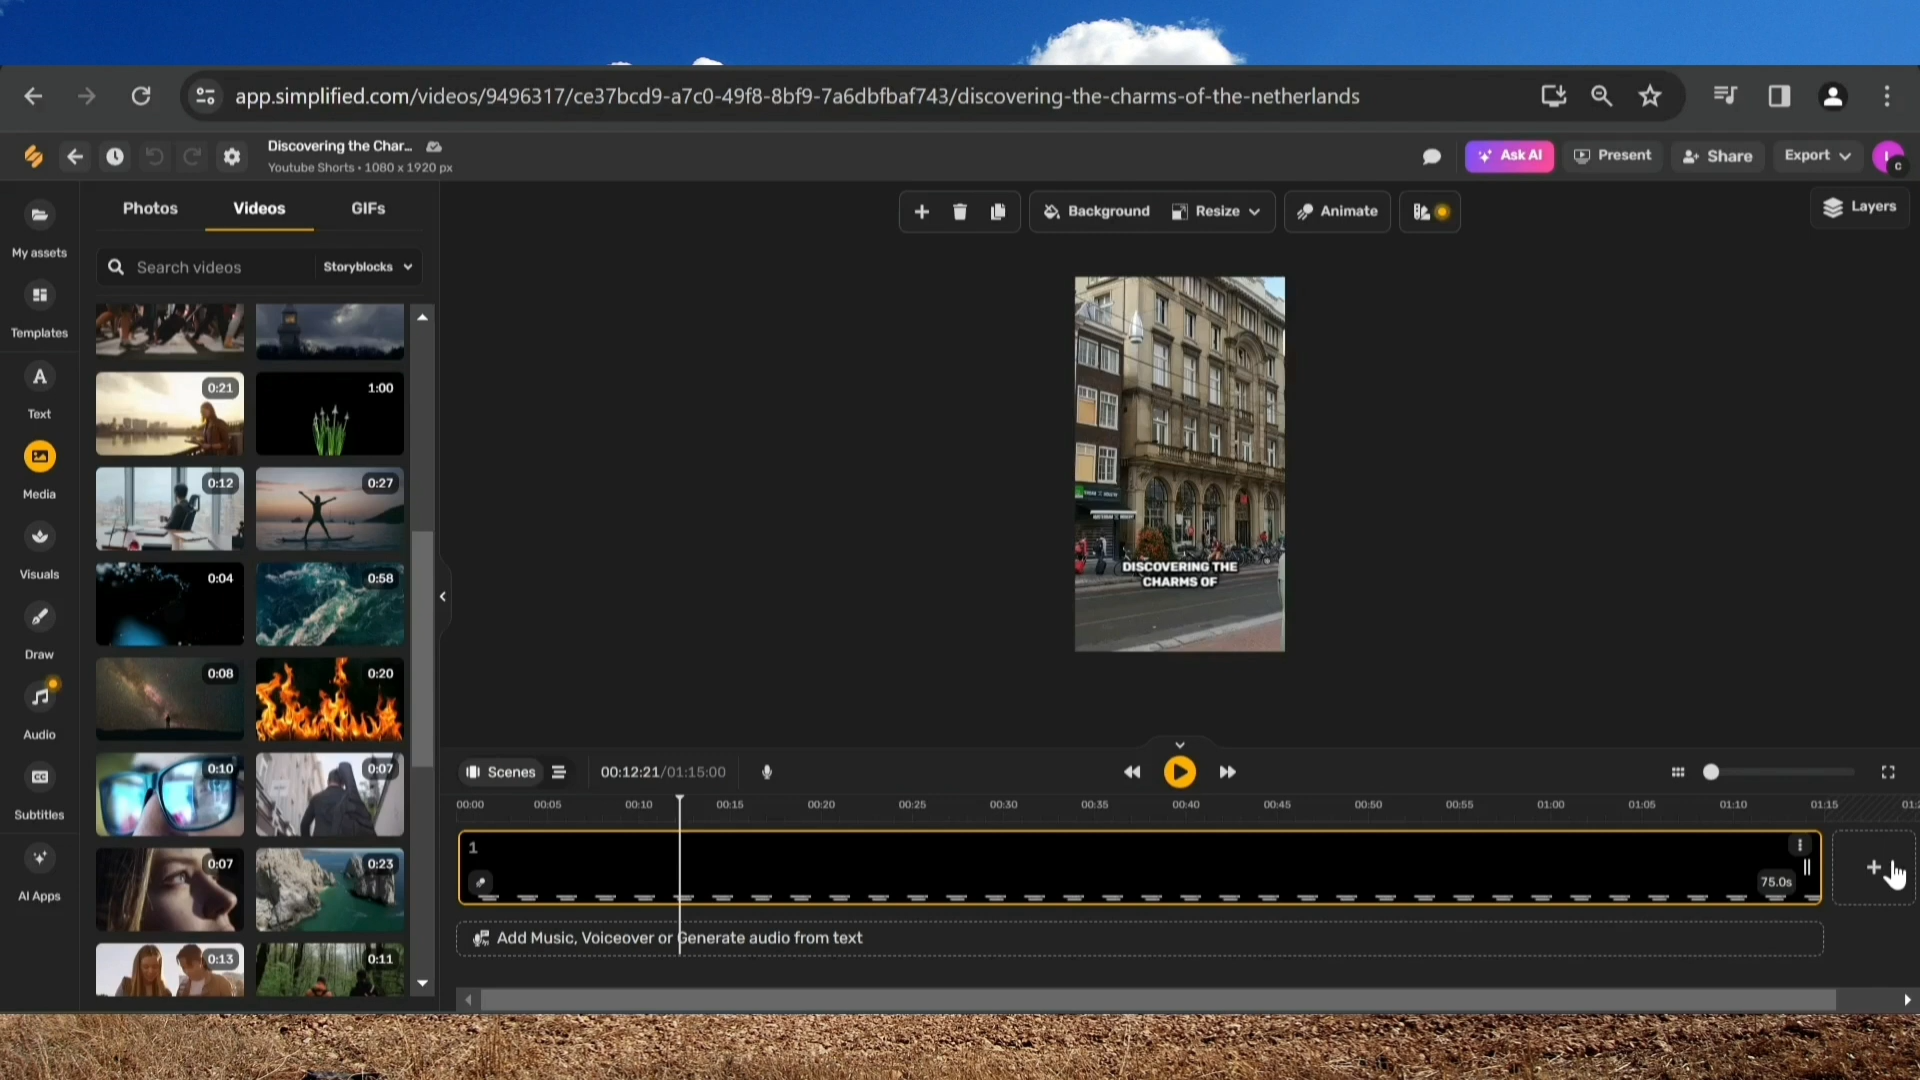 app.simplified.com/videos/9496317/ce37bcd9-a7c0-49f8-8bf9-7a6dbfbaf743/discovering-the-charms-of-the-netherlands
Discovering the Char...
Youtube Shorts • 1080 x 1920 px
Ask AI
Present
Share
Export
C
Photos
Videos
GIFs
Background
Resize
Animate
Layers
My assets
Templates
Text
Media
Visuals
Draw
Audio
CC
Subtitles
AI Apps
Search videos
Storyblocks
0:21
1:00
0:12
0:27
0:04
0:58
0:08
0:20
0:10
0:07
0:07
0:23
0:13
0:11
DISCOVERING THE
CHARMS OF
Scenes
00:12:21/01:15:00
00:00
00:05
00:10
00:15
00:20
00:25
00:30
00:35
00:40
00:45
00:50
00:55
01:00
01:05
01:10
01:15
1
75.0s
Add Music, Voiceover or Generate audio from text